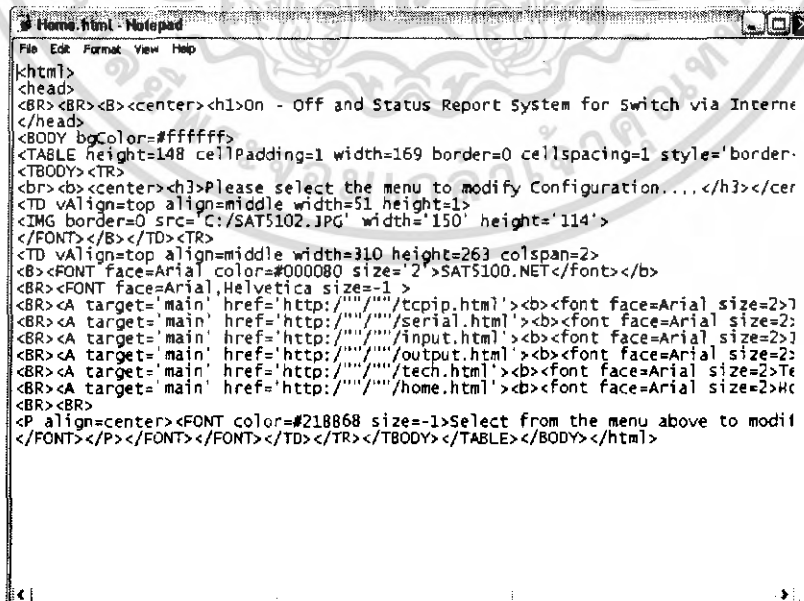 Home.html - Notepad
File Edit Format View Help
<html>
<head>
<BR><BR><B><center><h1>On - Off and Status Report System for Switch via Interne
</head>
<BODY bgColor=#ffffff>
<TABLE height=148 cellPadding=1 width=169 border=0 cellspacing=1 style='border-
<TBODY><TR>
<br><b><center><h3>Please select the menu to modify Configuration....</h3></cer
<TD vAlign=top align=middle width=51 height=1>
<IMG border=0 src='C:/SAT5102.JPG' width='150' height='114'>
</FONT></B></TD><TR>
<TD vAlign=top align=middle width=310 height=263 colspan=2>
<B><FONT face=Arial color=#000080 size='2'>SAT5100.NET</font></b>
<BR><FONT face=Arial,Helvetica size=-1 >
<BR><A target='main' href='http:/""/""/tcpip.html'><b><font face=Arial size=2>T
<BR><A target='main' href='http:/""/""/serial.html'><b><font face=Arial size=2>
<BR><A target='main' href='http:/""/""/input.html'><b><font face=Arial size=2>I
<BR><A target='main' href='http:/""/""/output.html'><b><font face=Arial size=2>
<BR><A target='main' href='http:/""/""/tech.html'><b><font face=Arial size=2>Te
<BR><A target='main' href='http:/""/""/home.html'><b><font face=Arial size=2>Ho
<BR><BR>
<P align=center><FONT color=#218868 size=-1>Select from the menu above to modif
</FONT></P></FONT></FONT></TD></TR></TBODY></TABLE></BODY></html>